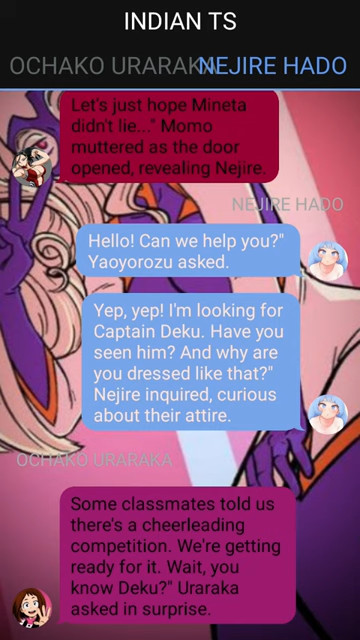 INDIAN TS
OCHAKO URARAKA NEJIRE HADO
Let's just hope Mineta
didn't lie..." Momo
muttered as the door
opened, revealing Nejire.
NEJIRE HADO
Hello! Can we help you?"
Yaoyorozu asked.
Yep, yep! I'm looking for
Captain Deku. Have you
seen him? And why are
you dressed like that?"
Nejire inquired, curious
about their attire.
OCHAKO URARAKA
Some classmates told us
there's a cheerleading
competition. We're getting
ready for it. Wait, you
know Deku?" Uraraka
asked in surprise.